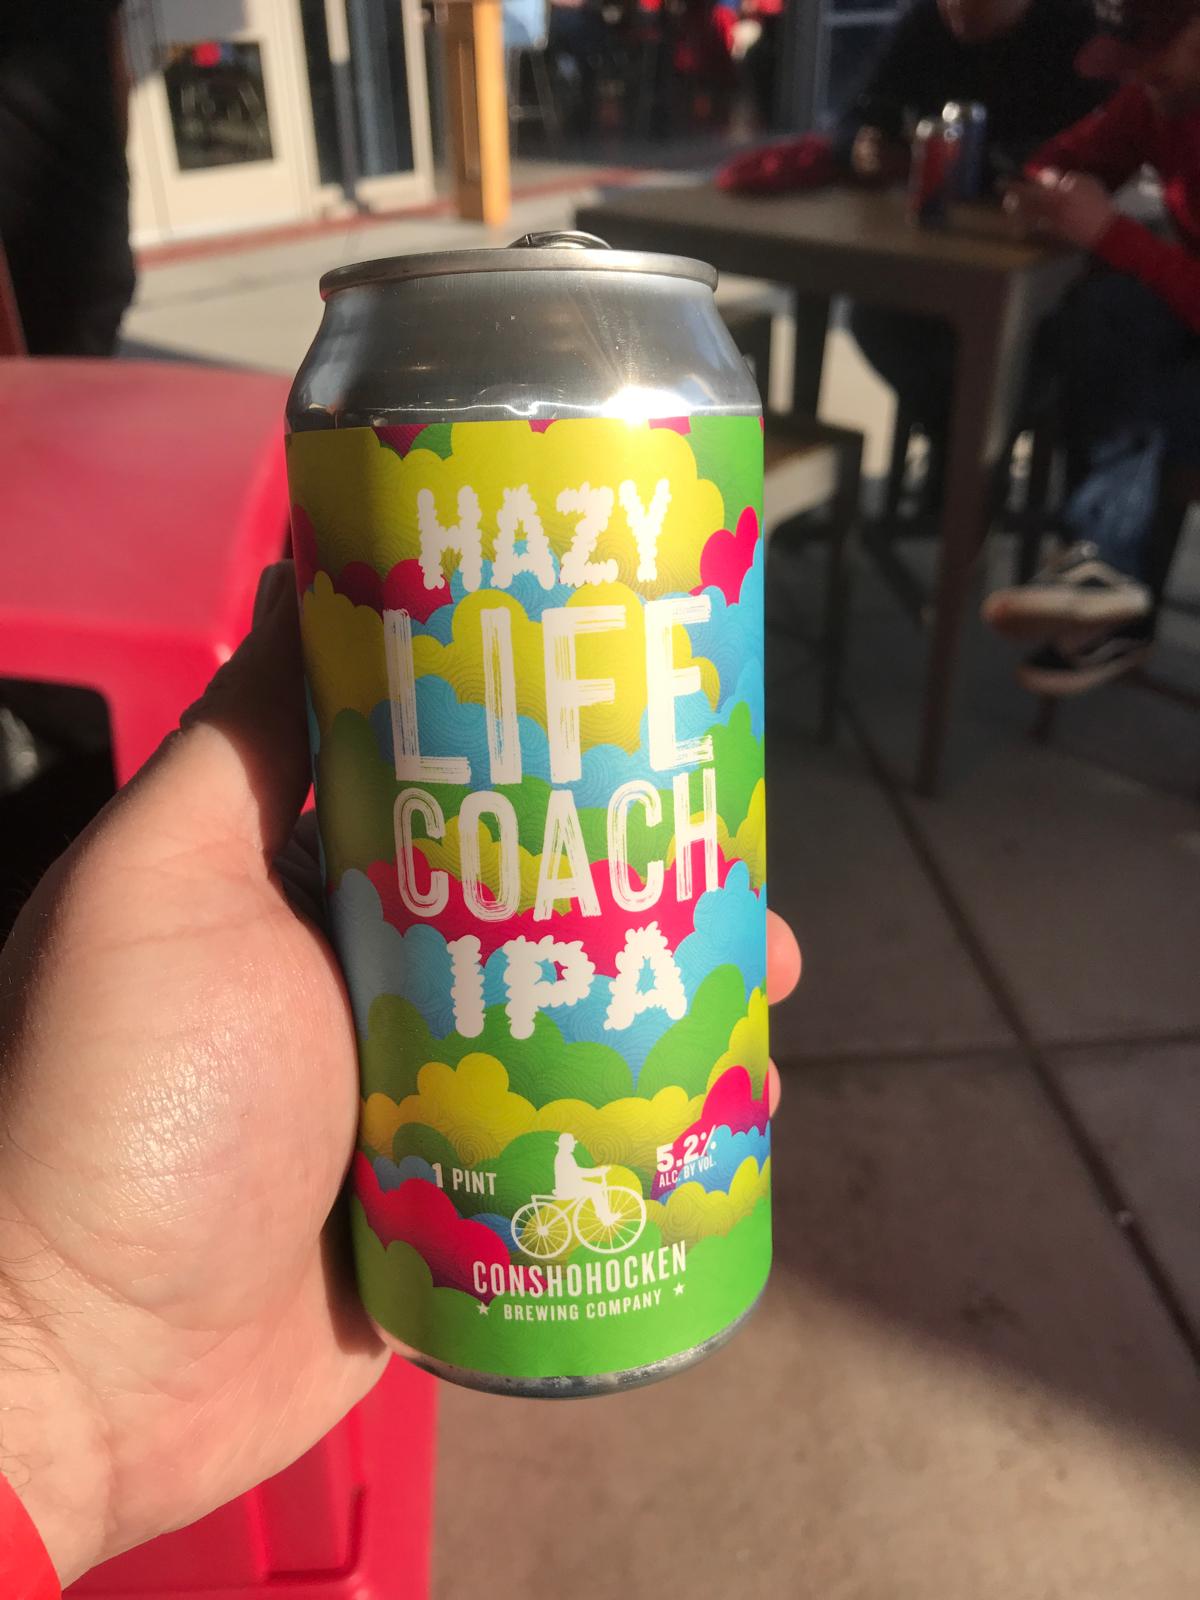 HAZY
LIFE
COACH
IPA
1 PINT
5.2%
ALC. BY VOL.
CONSHOHOCKEN
★ BREWING COMPANY ★